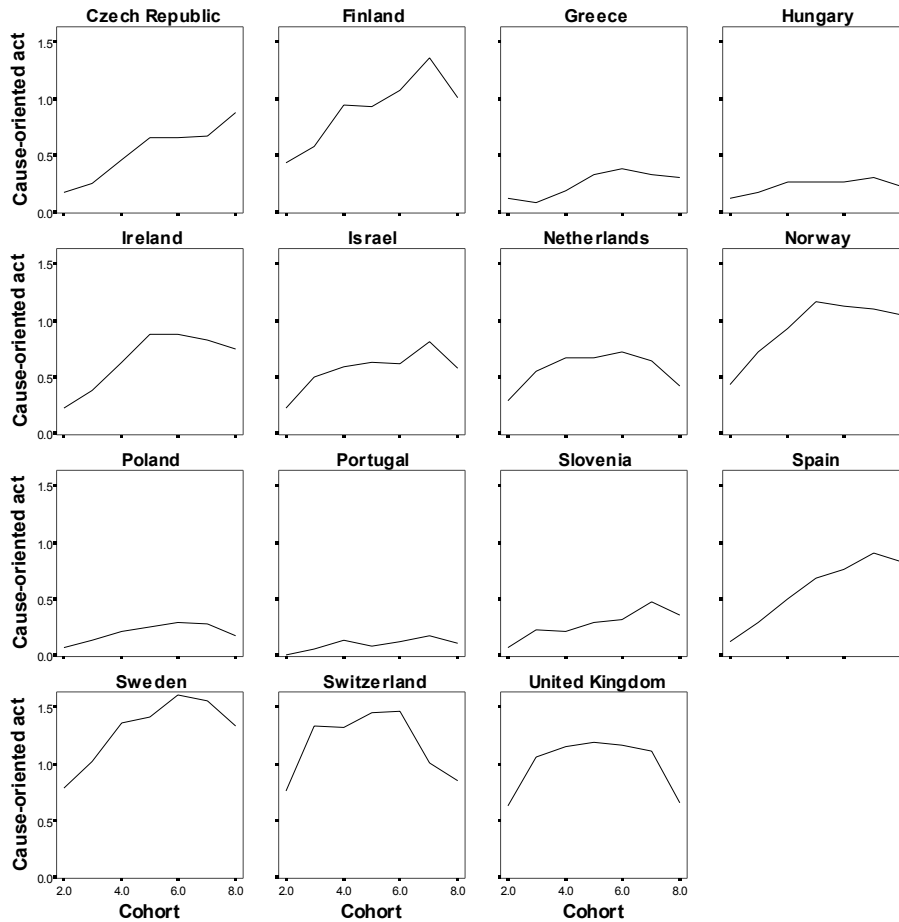 Czech Republic Finland Greece Hungary
Cause-oriented act
1.5
1.0
0.5
0.0
Ireland Israel Netherlands Norway
Cause-oriented act
1.5
1.0
0.5
0.0
Poland Portugal Slovenia Spain
Cause-oriented act
1.5
1.0
0.5
0.0
Sweden Switzerland United Kingdom
Cause-oriented act
1.5
1.0
0.5
0.0
2.0 4.0 6.0 8.0 2.0 4.0 6.0 8.0 2.0 4.0 6.0 8.0
Cohort Cohort Cohort